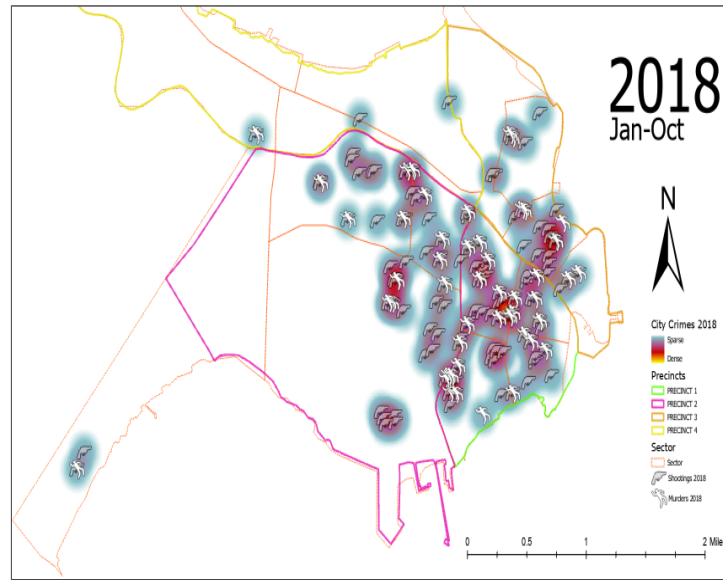 2018
Jan-Oct
N
City Crimes 2018
Sparse
Dense
Precincts
PRECINCT 1
PRECINCT 2
PRECINCT 3
PRECINCT 4
Sector
Sector
Shootings 2018
Murders 2018
0 0.5 1 2 Mile